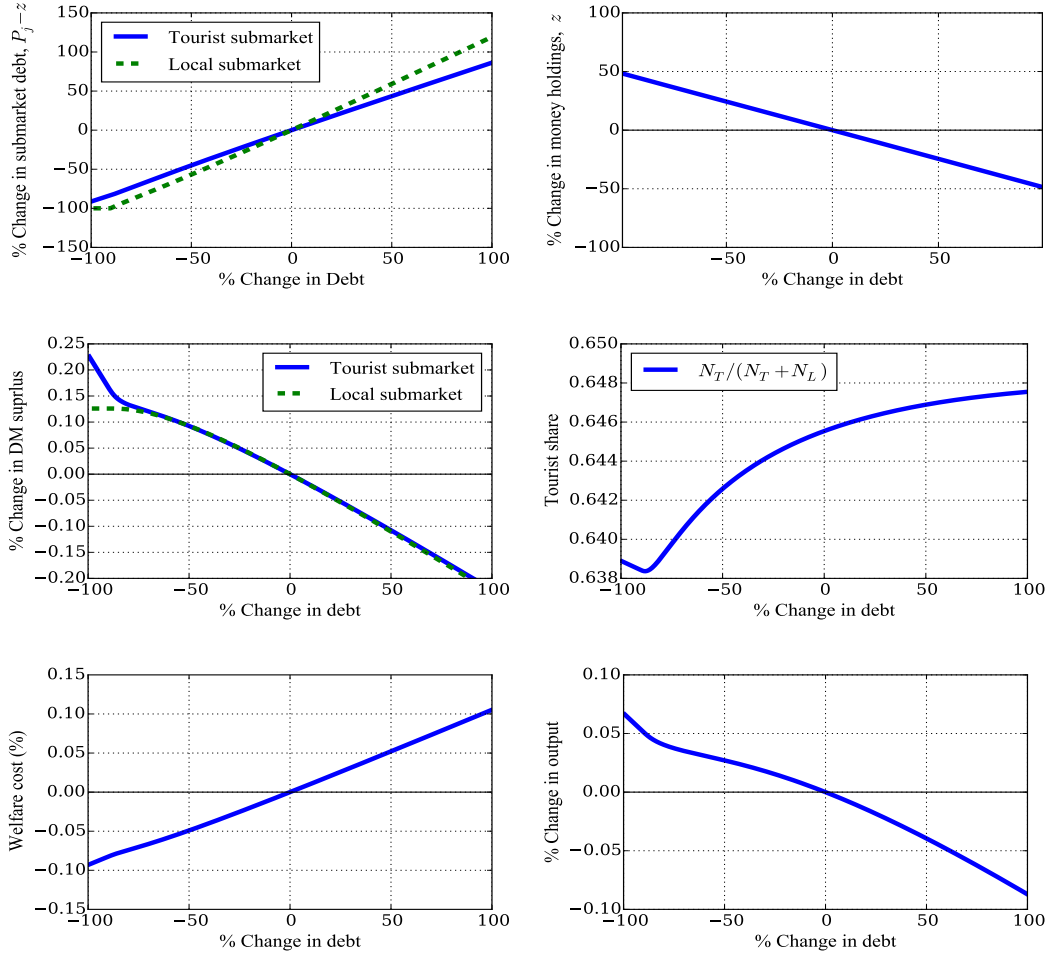 % Change in submarket debt, P_j−z
150
100
50
0
−50
−100
−150
Tourist submarket
Local submarket
−100 −50 0 50 100
% Change in Debt
% Change in money holdings, z
100
50
0
−50
−100
−50 0 50
% Change in debt
% Change in DM suprlus
0.25
0.20
0.15
0.10
0.05
0.00
−0.05
−0.10
−0.15
−0.20
Tourist submarket
Local submarket
−100 −50 0 50 100
% Change in debt
Tourist share
0.650
0.648
0.646
0.644
0.642
0.640
0.638
N_T/(N_T+N_L)
−100 −50 0 50 100
% Change in debt
Welfare cost (%)
0.15
0.10
0.05
0.00
−0.05
−0.10
−0.15
−100 −50 0 50 100
% Change in debt
% Change in output
0.10
0.05
0.00
−0.05
−0.10
−100 −50 0 50 100
% Change in debt